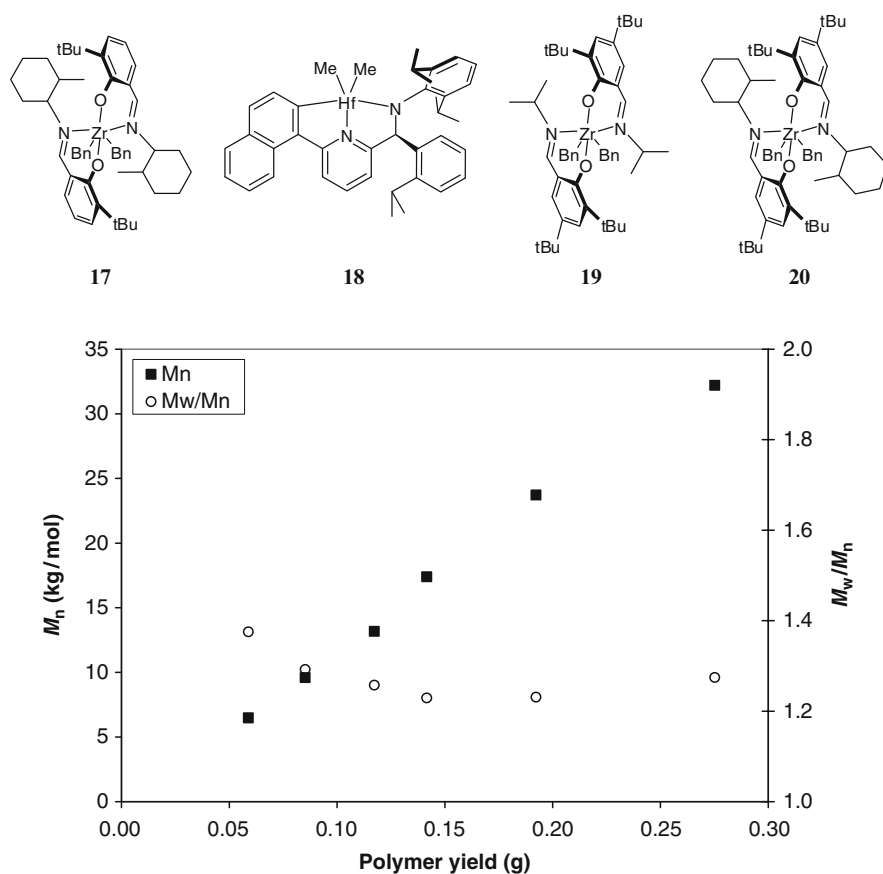 tBu
O
N
Zr
N
Bn
Bn
O
tBu
17
Me
Me
Hf
N
N
18
tBu
tBu
O
N
Zr
N
Bn
Bn
O
tBu
tBu
19
tBu
tBu
O
N
Zr
N
Bn
Bn
O
tBu
tBu
20
Mn
Mw/Mn
35
30
25
20
15
10
5
0
Mn (kg/mol)
2.0
1.8
1.6
1.4
1.2
1.0
Mw/Mn
0.00 0.05 0.10 0.15 0.20 0.25 0.30
Polymer yield (g)